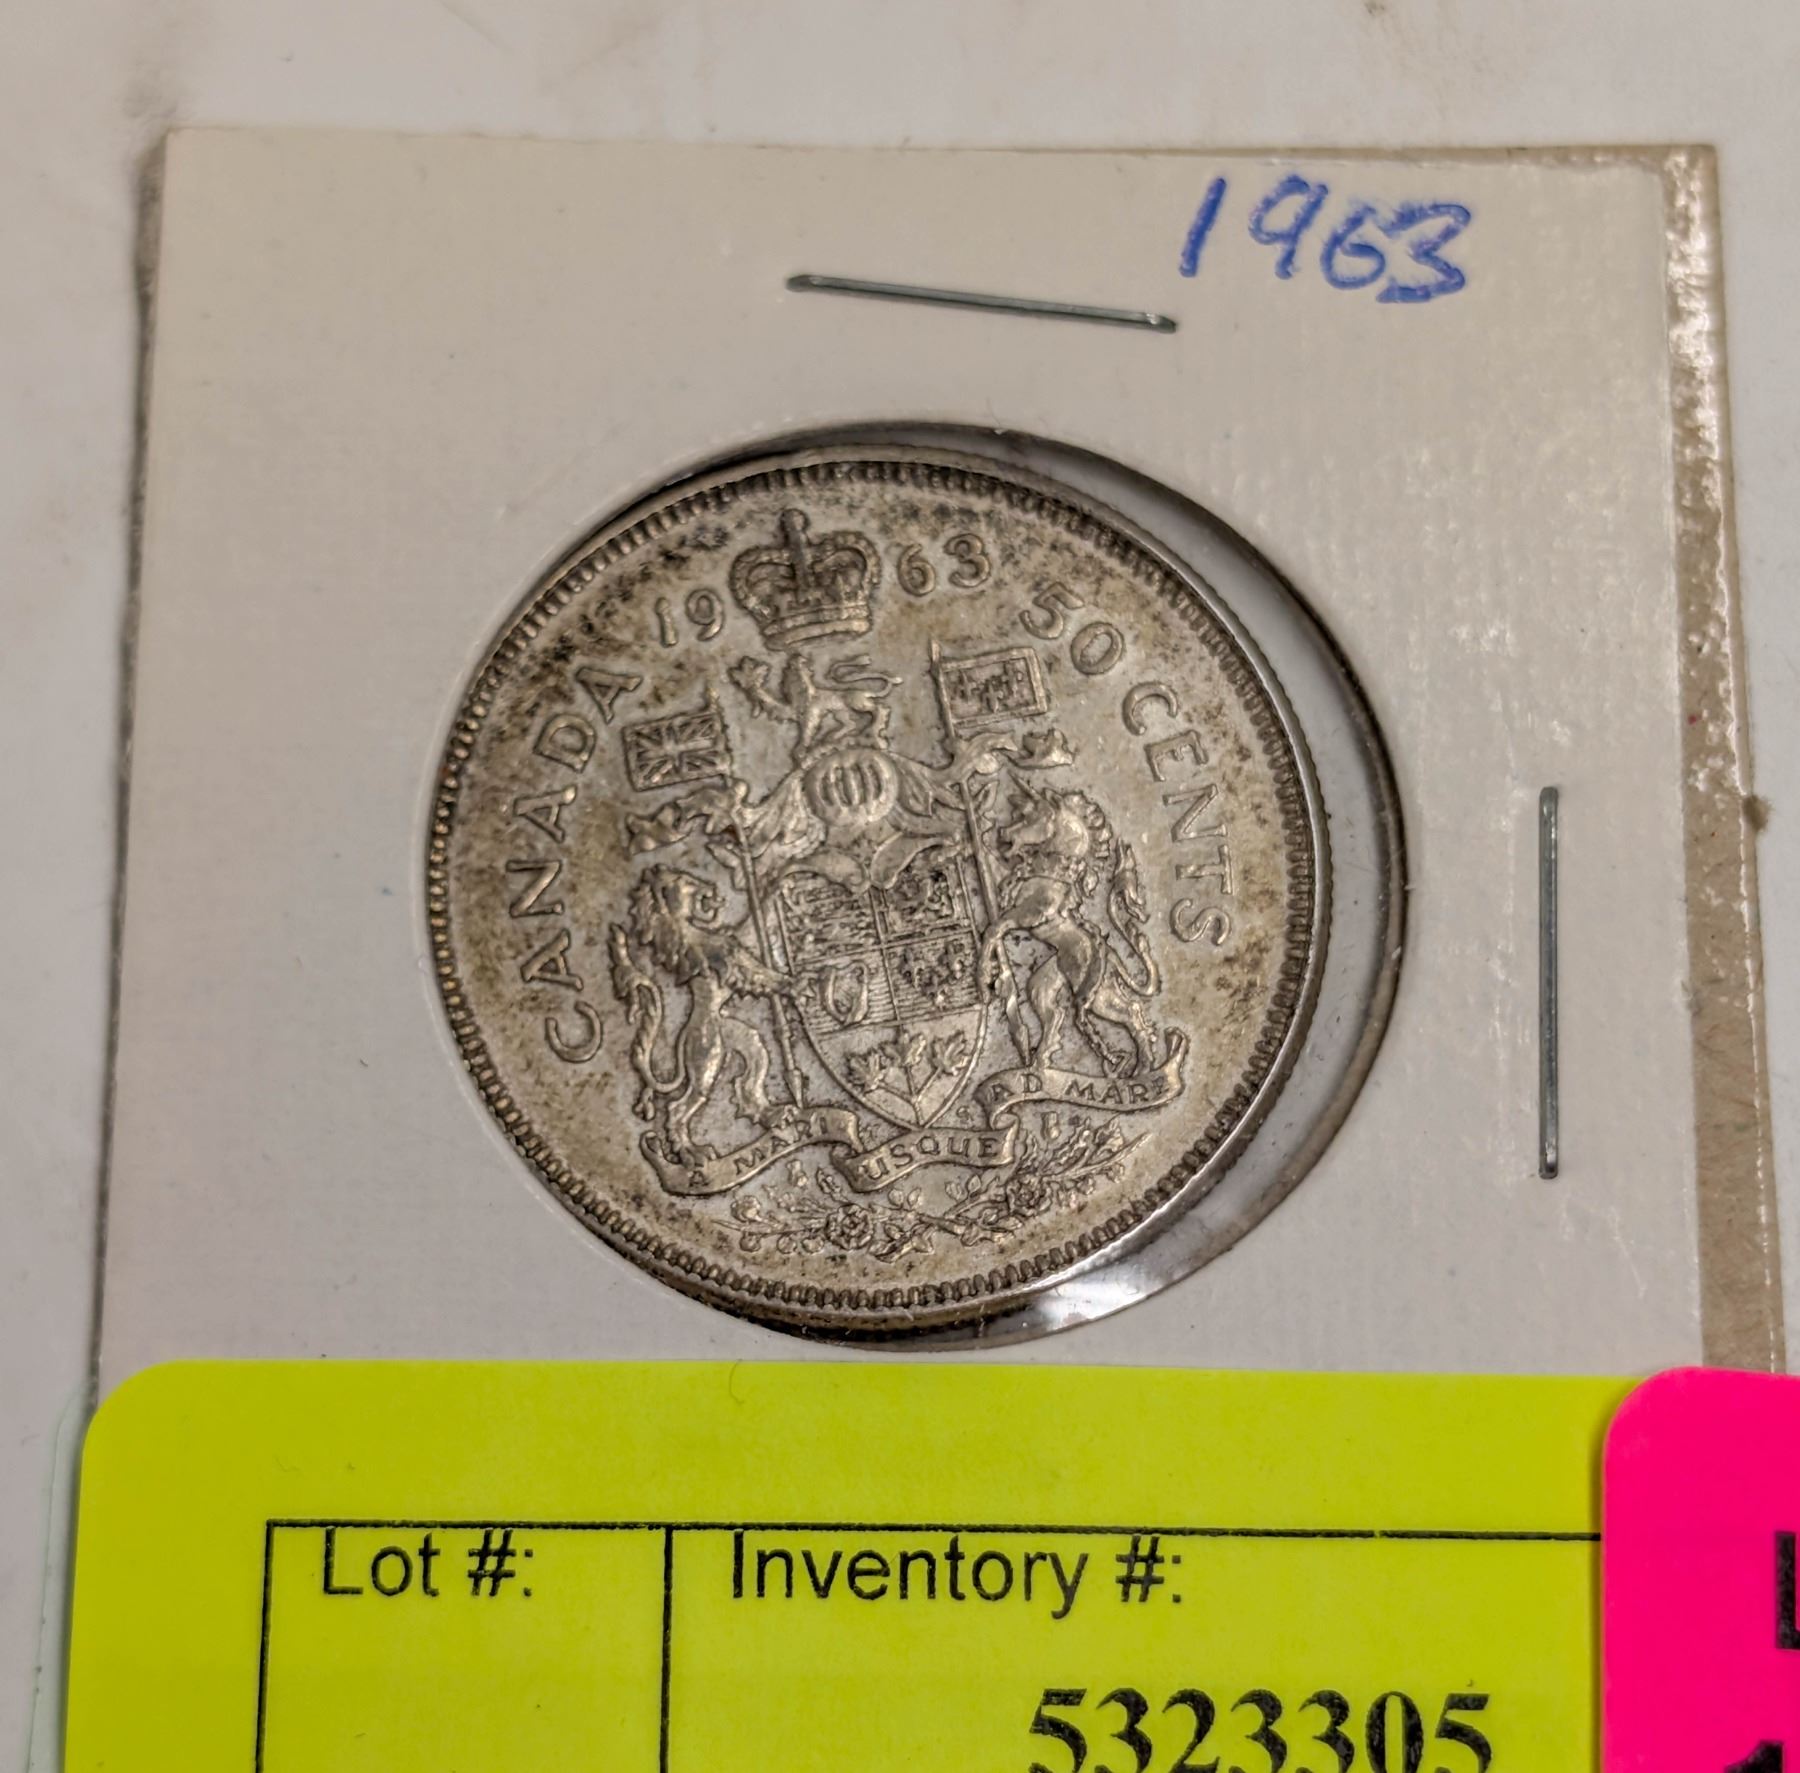 1963
CANADA 1963 50 CENTS
A MARI USQUE AD MARE
Lot #: Inventory #:
5323305